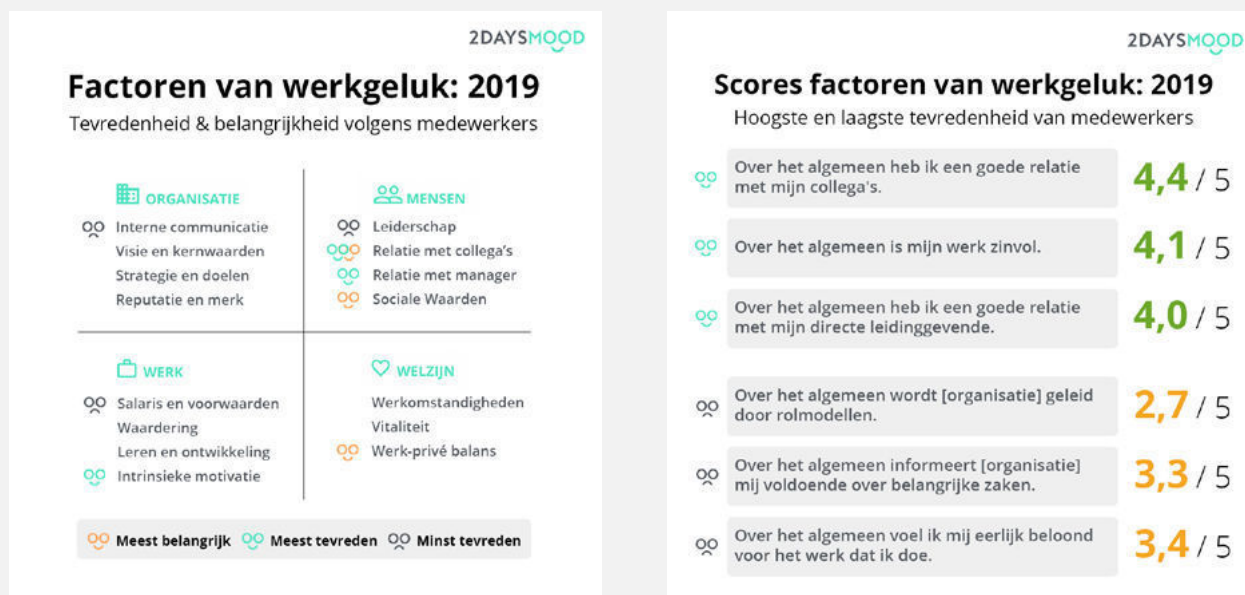 2DAYSMOOD
Factoren van werkgeluk: 2019
Tevredenheid & belangrijkheid volgens medewerkers
ORGANISATIE
Interne communicatie
Visie en kernwaarden
Strategie en doelen
Reputatie en merk
MENSEN
Leiderschap
Relatie met collega's
Relatie met manager
Sociale Waarden
WERK
Salaris en voorwaarden
Waardering
Leren en ontwikkeling
Intrinsieke motivatie
WELZIJN
Werkomstandigheden
Vitaliteit
Werk-privé balans
Meest belangrijk Meest tevreden Minst tevreden
2DAYSMOOD
Scores factoren van werkgeluk: 2019
Hoogste en laagste tevredenheid van medewerkers
Over het algemeen heb ik een goede relatie
met mijn collega's.
4,4 / 5
Over het algemeen is mijn werk zinvol.
4,1 / 5
Over het algemeen heb ik een goede relatie
met mijn directe leidinggevende.
4,0 / 5
Over het algemeen wordt [organisatie] geleid
door rolmodellen.
2,7 / 5
Over het algemeen informeert [organisatie]
mij voldoende over belangrijke zaken.
3,3 / 5
Over het algemeen voel ik mij eerlijk beloond
voor het werk dat ik doe.
3,4 / 5